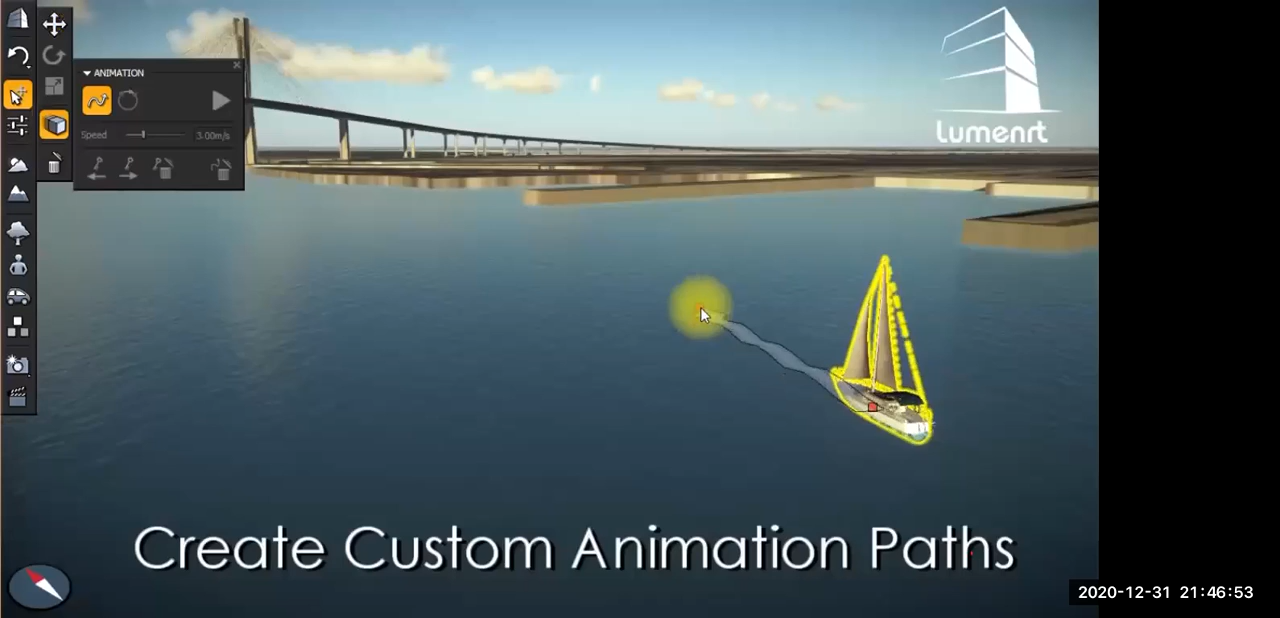 ANIMATION
Speed
3.00m/s
Lumenrt
Create Custom Animation Paths
2020-12-31 21:46:53